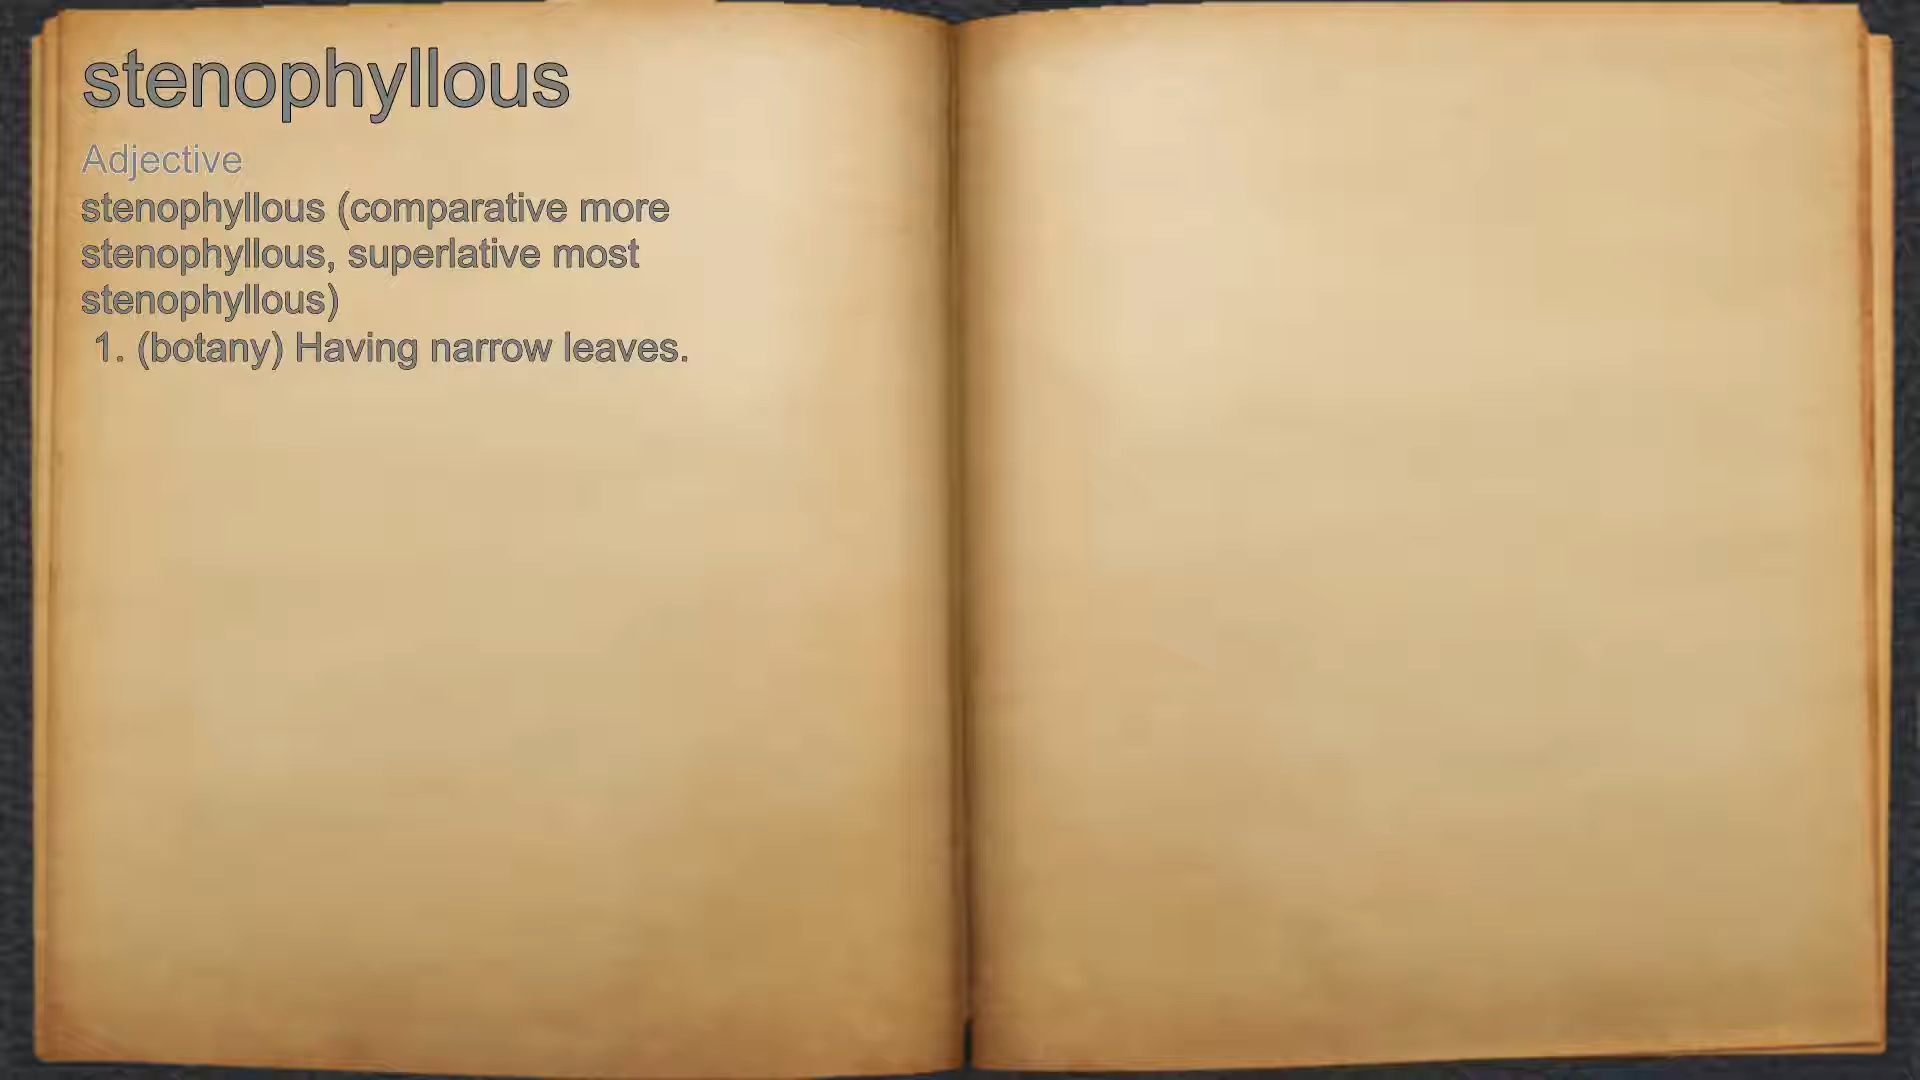 stenophyllous
Adjective
stenophyllous (comparative more
stenophyllous, superlative most
stenophyllous)
1. (botany) Having narrow leaves.